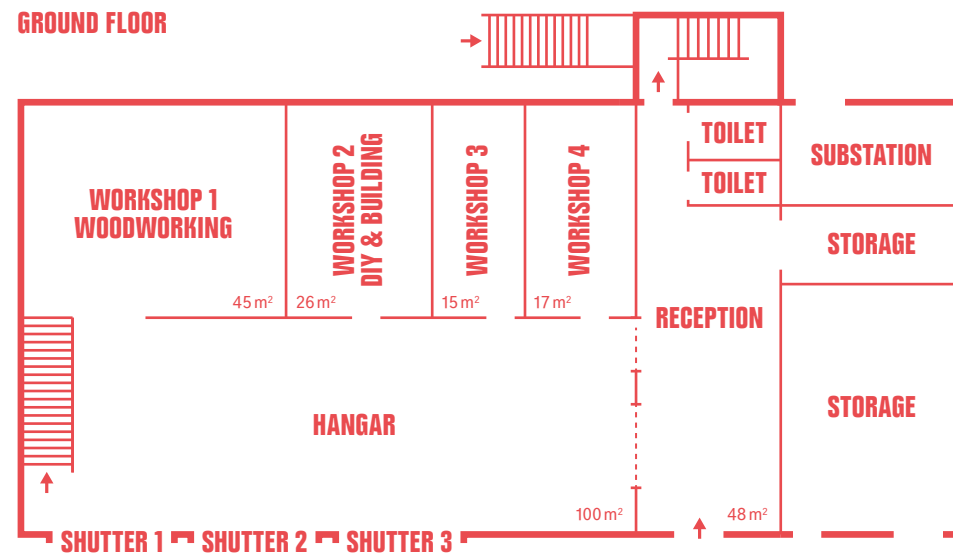 GROUND FLOOR
TOILET
TOILET
SUBSTATION
WORKSHOP 1
WOODWORKING
WORKSHOP 2
DIY & BUILDING
WORKSHOP 3
WORKSHOP 4
STORAGE
45 m²
26 m²
15 m²
17 m²
RECEPTION
STORAGE
HANGAR
100 m²
48 m²
SHUTTER 1
SHUTTER 2
SHUTTER 3